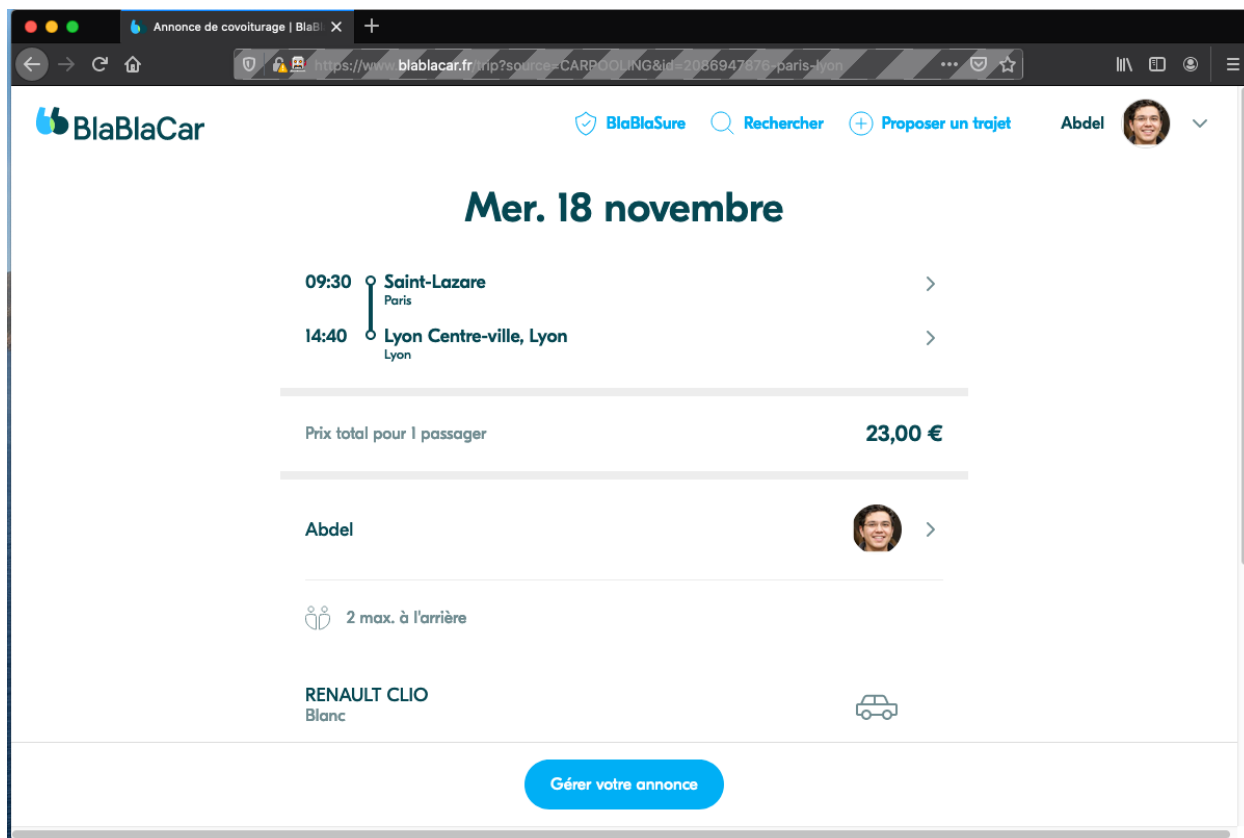 Annonce de covoiturage | BlaBl
https://www.blablacar.fr/trip?source=CARPOOLING&id=2086947876-paris-lyon
BlaBlaCar
BlaBlaSure
Rechercher
Proposer un trajet
Abdel
Mer. 18 novembre
09:30 Saint-Lazare
Paris
14:40 Lyon Centre-ville, Lyon
Lyon
Prix total pour 1 passager 23,00 €
Abdel
2 max. à l'arrière
RENAULT CLIO
Blanc
Gérer votre annonce